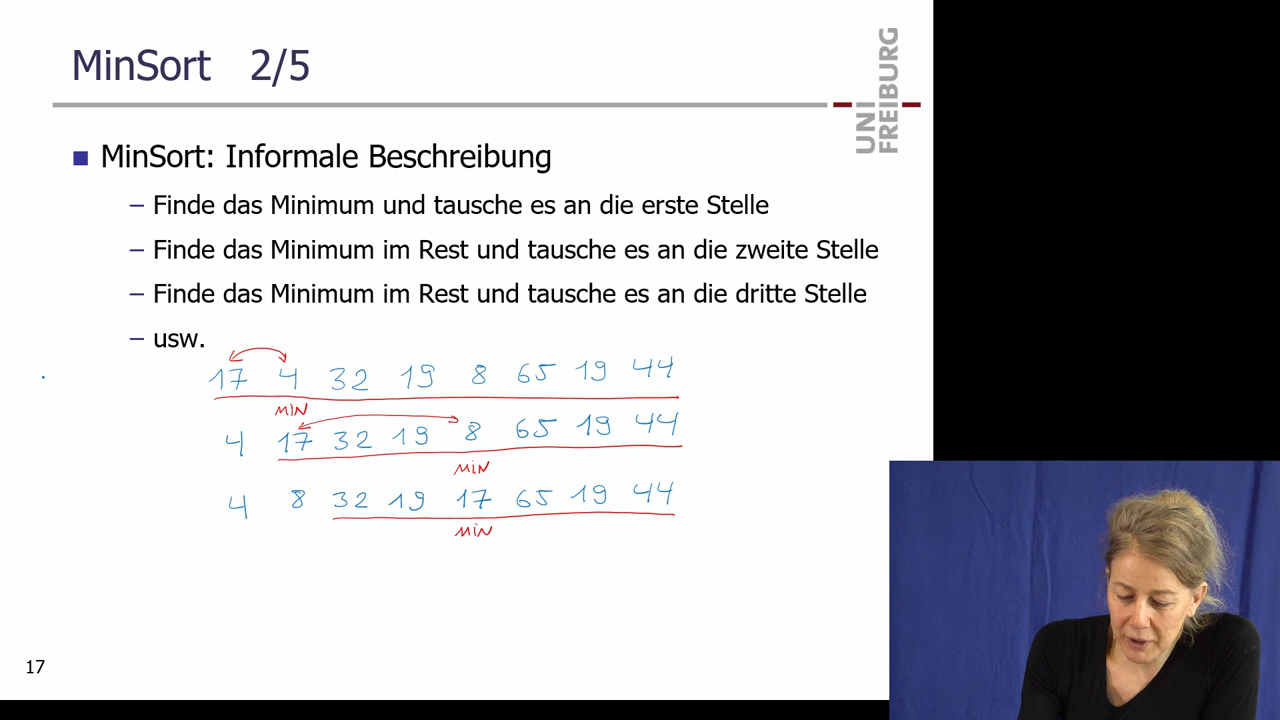 MinSort 2/5
UNI
FREIBURG
MinSort: Informale Beschreibung
– Finde das Minimum und tausche es an die erste Stelle
– Finde das Minimum im Rest und tausche es an die zweite Stelle
– Finde das Minimum im Rest und tausche es an die dritte Stelle
– usw.
17 4 32 19 8 65 19 44
MIN
4 17 32 19 8 65 19 44
MIN
4 8 32 19 17 65 19 44
MIN
17